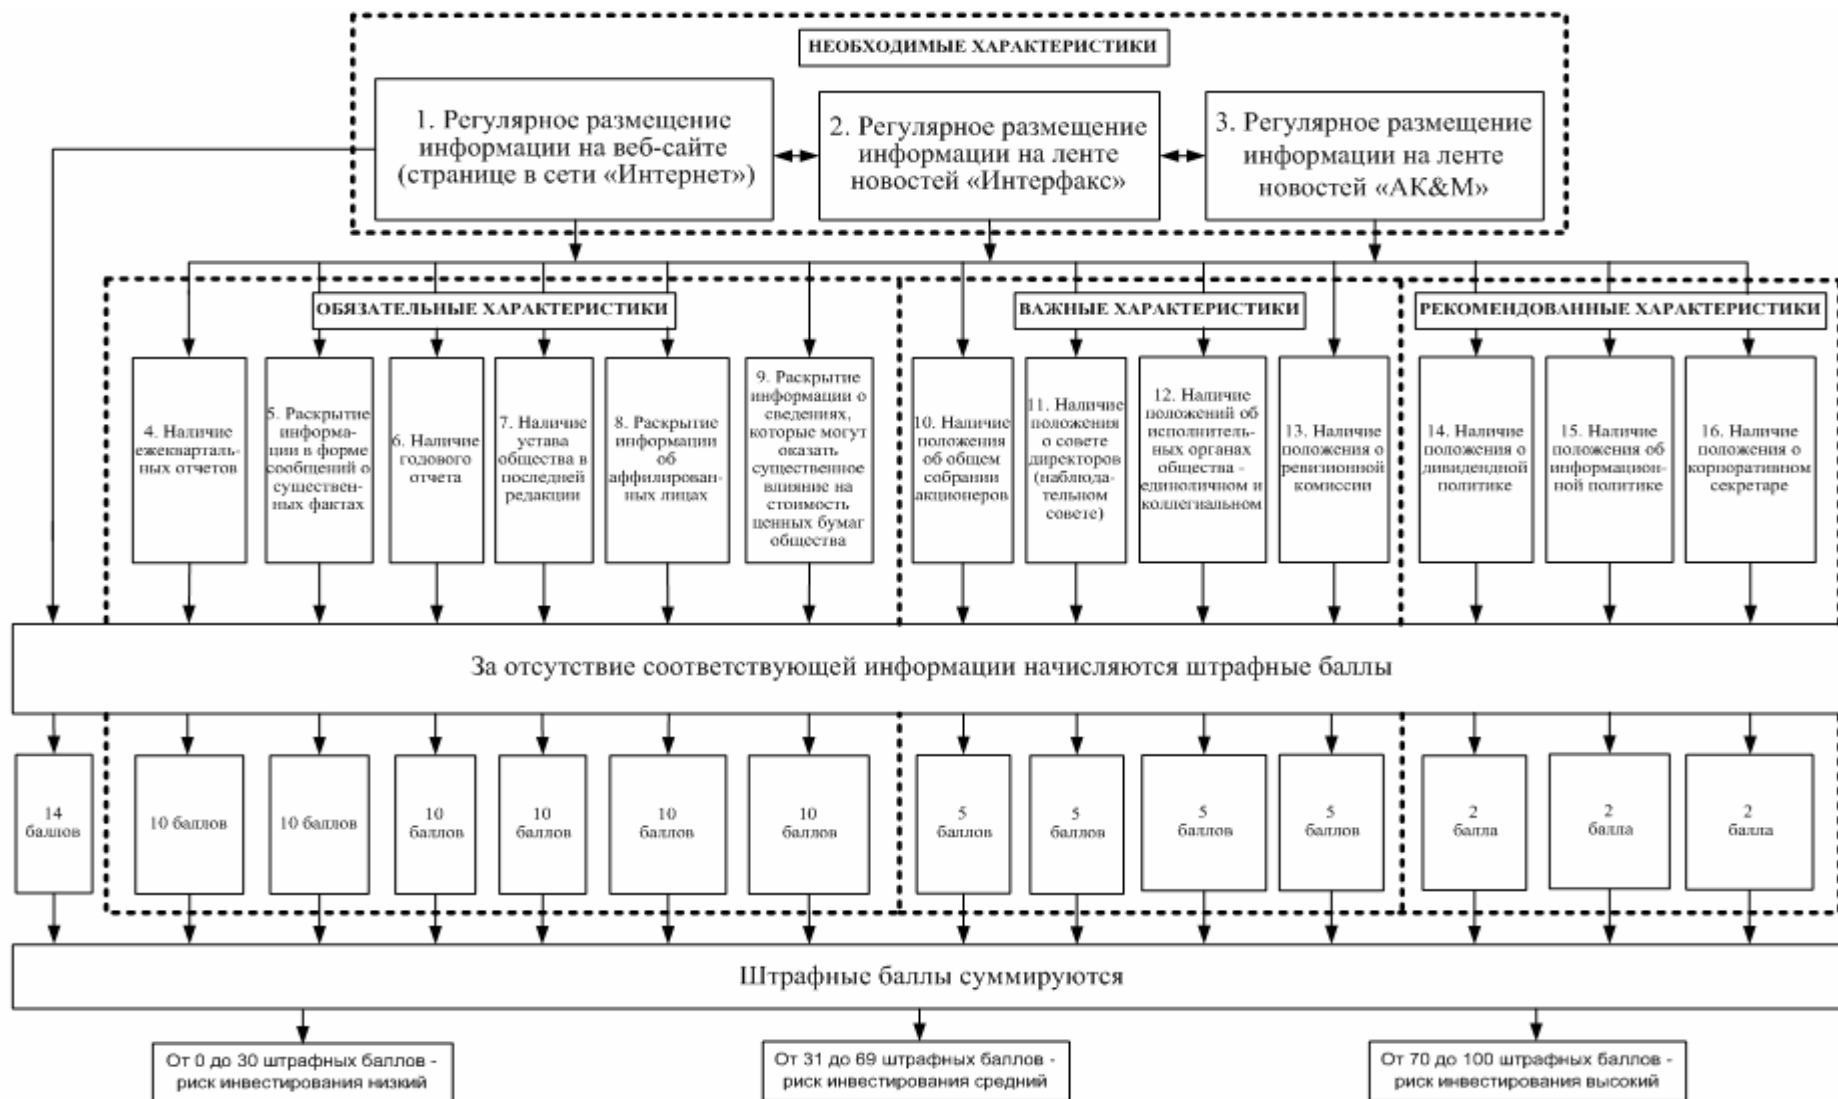 НЕОБХОДИМЫЕ ХАРАКТЕРИСТИКИ
1. Регулярное размещение
информации на веб-сайте
(странице в сети «Интернет»)
2. Регулярное размещение
информации на ленте
новостей «Интерфакс»
3. Регулярное размещение
информации на ленте
новостей «АК&М»
ОБЯЗАТЕЛЬНЫЕ ХАРАКТЕРИСТИКИ
ВАЖНЫЕ ХАРАКТЕРИСТИКИ
РЕКОМЕНДОВАННЫЕ ХАРАКТЕРИСТИКИ
4. Наличие
ежекварталь-
ных отчетов
5. Раскрытие
информа-
ции в форме
сообщений о
существен-
ных фактах
6. Наличие
годового
отчета
7. Наличие
устава
общества в
последней
редакции
8. Раскрытие
информации
об
аффилирован-
ных лицах
9. Раскрытие
информации о
сведениях,
которые могут
оказать
существенное
влияние на
стоимость
ценных бумаг
общества
10. Наличие
положения
об общем
собрании
акционеров
11. Наличие
положения
о совете
директоров
(наблюда-
тельном
совете)
12. Наличие
положений об
исполнитель-
ных органах
общества -
единоличном и
коллегиальном
13. Наличие
положения о
ревизионной
комиссии
14. Наличие
положения о
дивидендной
политике
15. Наличие
положения об
информацион-
ной политике
16. Наличие
положения о
корпоративном
секретаре
За отсутствие соответствующей информации начисляются штрафные баллы
14
баллов
10 баллов
10 баллов
10
баллов
10
баллов
10
баллов
10
баллов
5
баллов
5
баллов
5
баллов
5
баллов
2
балла
2
балла
2
балла
Штрафные баллы суммируются
От 0 до 30 штрафных баллов -
риск инвестирования низкий
От 31 до 69 штрафных баллов -
риск инвестирования средний
От 70 до 100 штрафных баллов -
риск инвестирования высокий